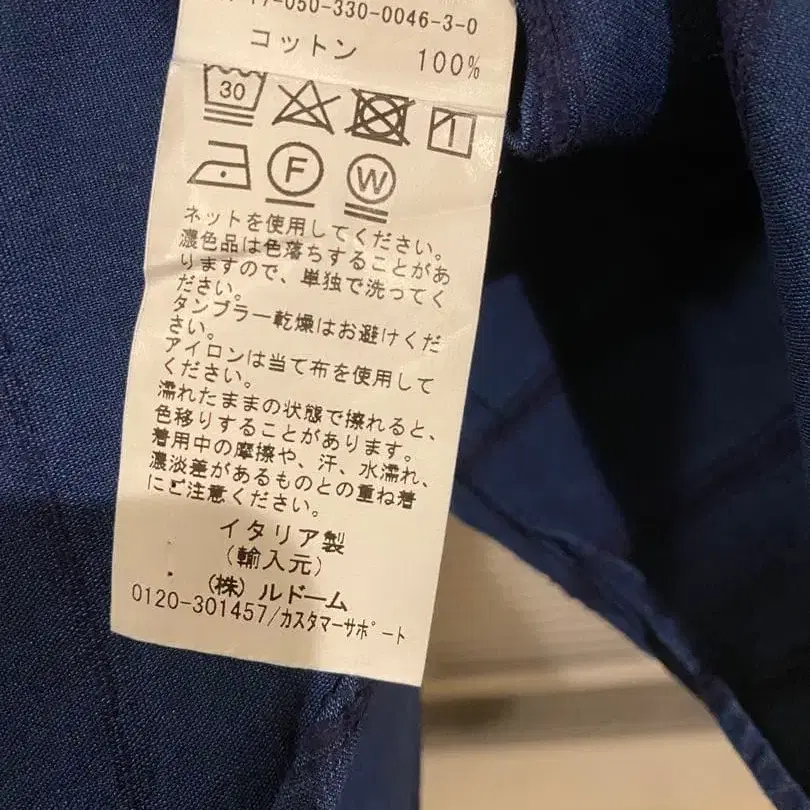 17-050-330-0046-3-0
コットン 100%
30
F W
ネットを使用してください。
濃色品は色落ちすることがあ
りますので、単独で洗ってく
ださい。
タンブラー乾燥はお避けくだ
さい。
アイロンは当て布を使用して
ください。
濡れたままの状態で擦れると、
色移りすることがあります。
着用中の摩擦や、汗、水濡れ、
濃淡差があるものとの重ね着
にご注意ください。
イタリア製
(輸入元)
(株)ルドーム
0120-301457/カスタマーサポート